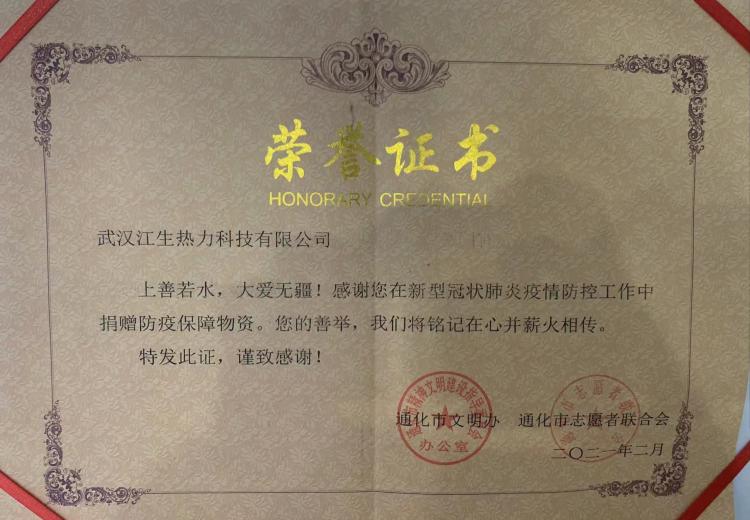 荣誉证书
HONORARY CREDENTIAL
武汉江生热力科技有限公司
上善若水，大爱无疆！感谢您在新型冠状肺炎疫情防控工作中
捐赠防疫保障物资。您的善举，我们将铭记在心并薪火相传。
特发此证，谨致感谢！
通化市文明办 通化市志愿者联合会
二〇二一年二月
办公室